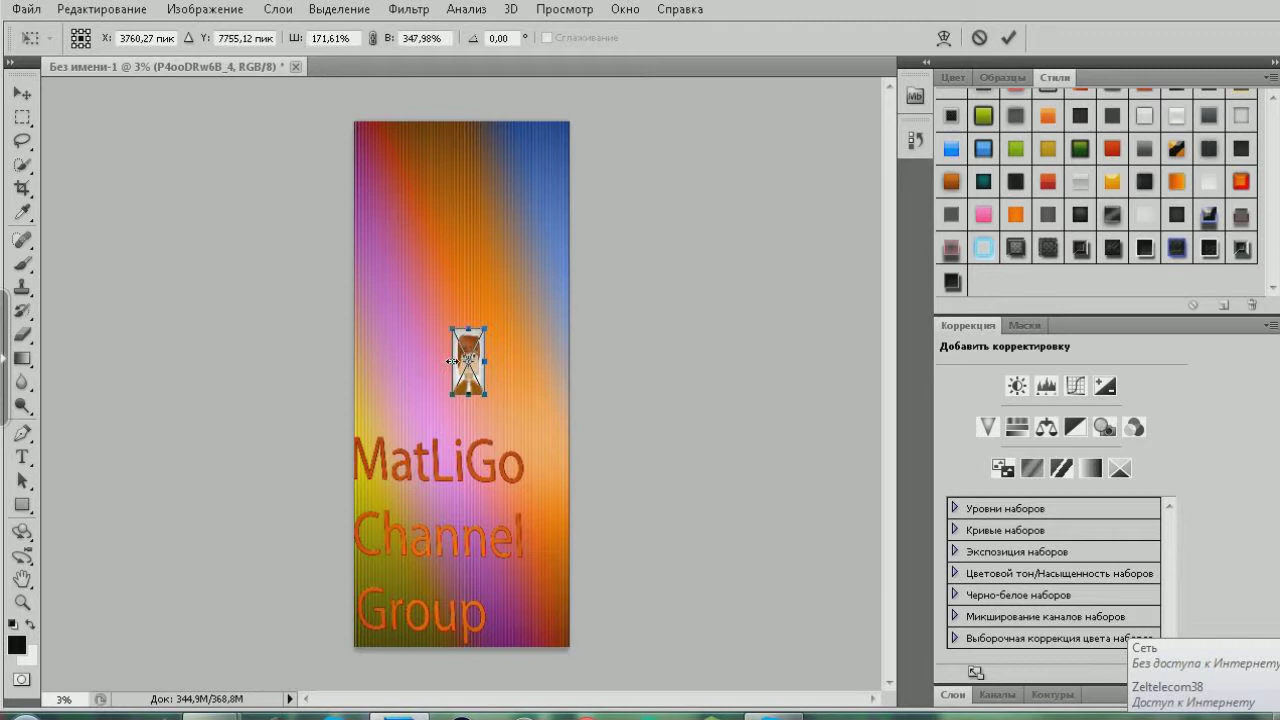 Файл Редактирование Изображение Слои Выделение Фильтр Анализ 3D Просмотр Окно Справка
X: 3760,27 пик Y: 7755,12 пик Ш: 171,61% В: 347,98% 0,00 ° Сглаживание
Без имени-1 @ 3% (P4ooDRw6B_4, RGB/8) *
Цвет Образцы Стили
Mb
MatLiGo
Channel
Group
Коррекция Маски
Добавить корректировку
Уровни наборов
Кривые наборов
Экспозиция наборов
Цветовой тон/Насыщенность наборов
Черно-белое наборов
Микширование каналов наборов
Выборочная коррекция цвета
Сеть
Без доступа к Интернету
Zeltelecom38
Доступ к Интернету
Слои Каналы Контуры
3% Док: 344,9M/368,8M